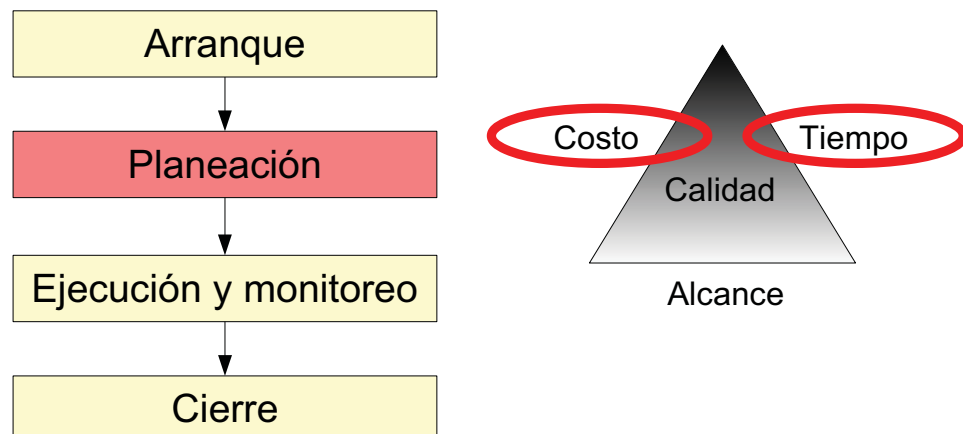 Arranque
Planeación
Ejecución y monitoreo
Cierre
Costo
Tiempo
Calidad
Alcance